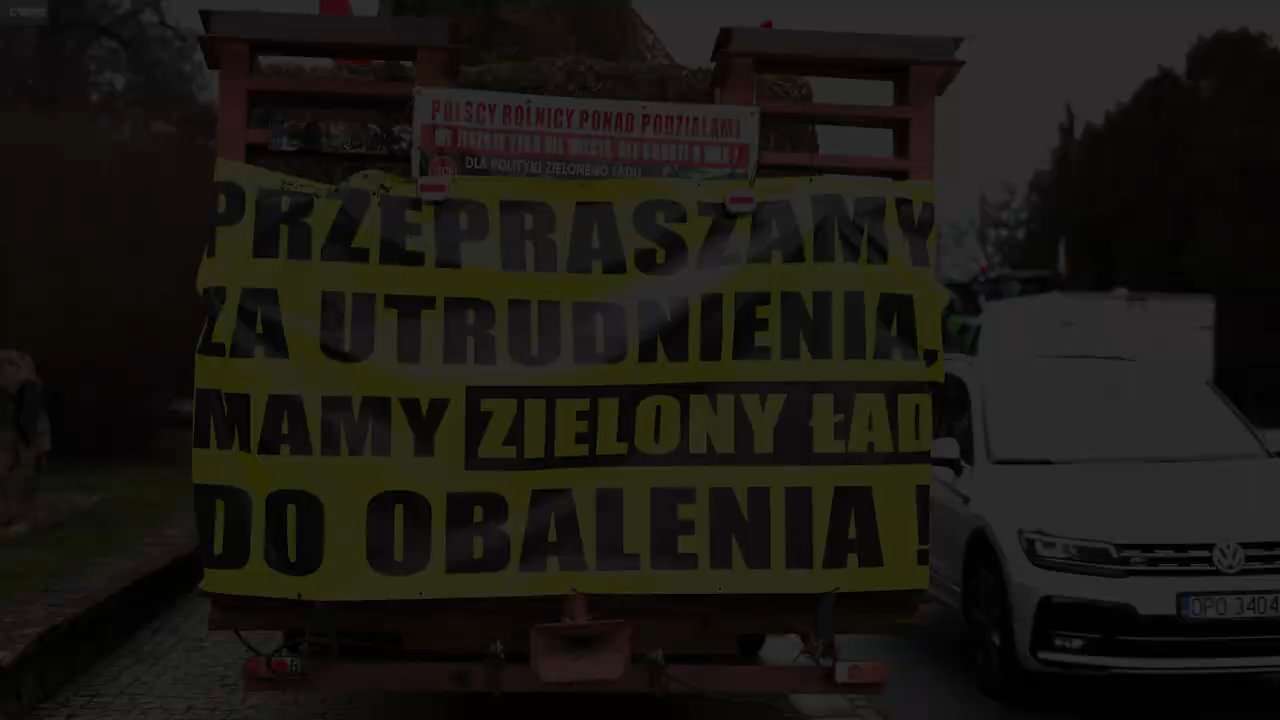 POLSCY ROLNICY PONAD PODZIAŁAMI
DLA POLITYKI ZIELONEGO ŁADU
PRZEPRASZAMY
ZA UTRUDNIENIA,
MAMY ZIELONY ŁAD
DO OBALENIA !
OPO 3404